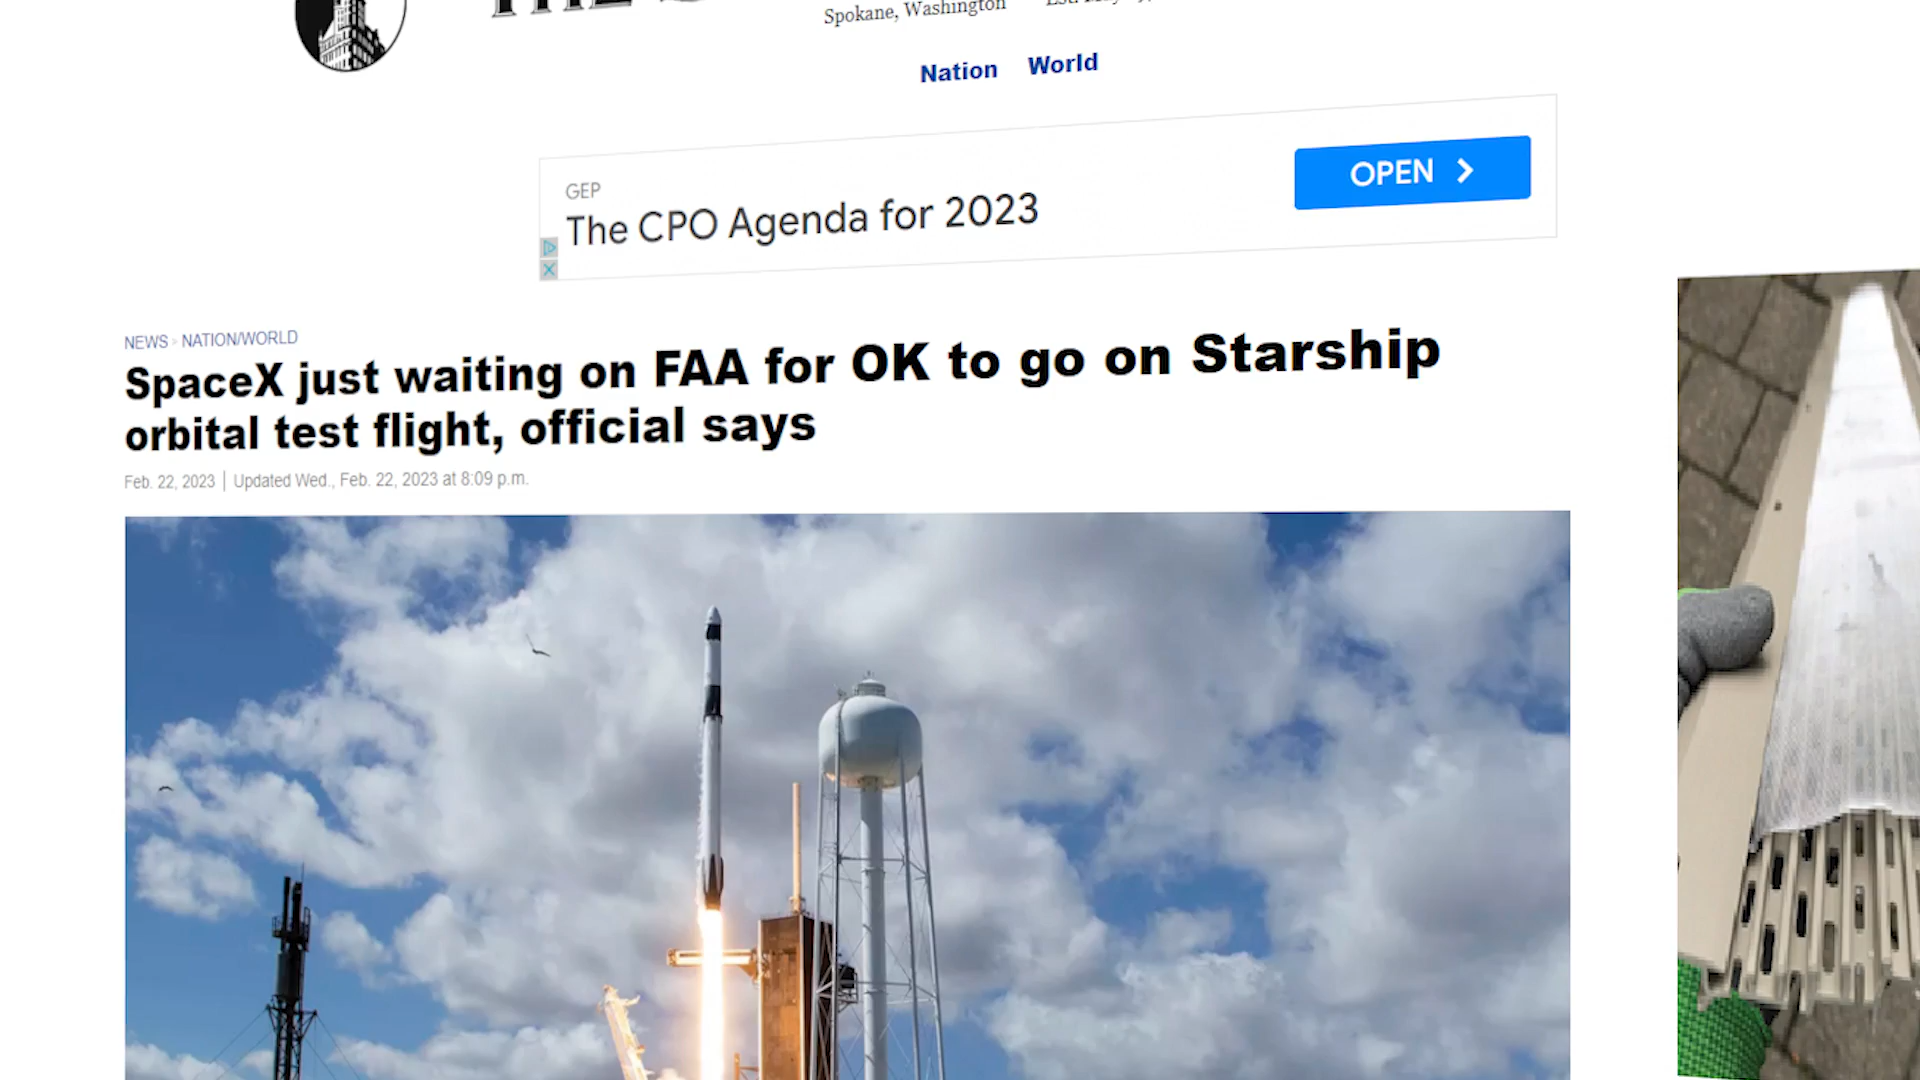 THE
Spokane, Washington
Nation World
GEP
The CPO Agenda for 2023
OPEN
NEWS > NATION/WORLD
SpaceX just waiting on FAA for OK to go on Starship
orbital test flight, official says
Feb. 22, 2023 | Updated Wed., Feb. 22, 2023 at 8:09 p.m.